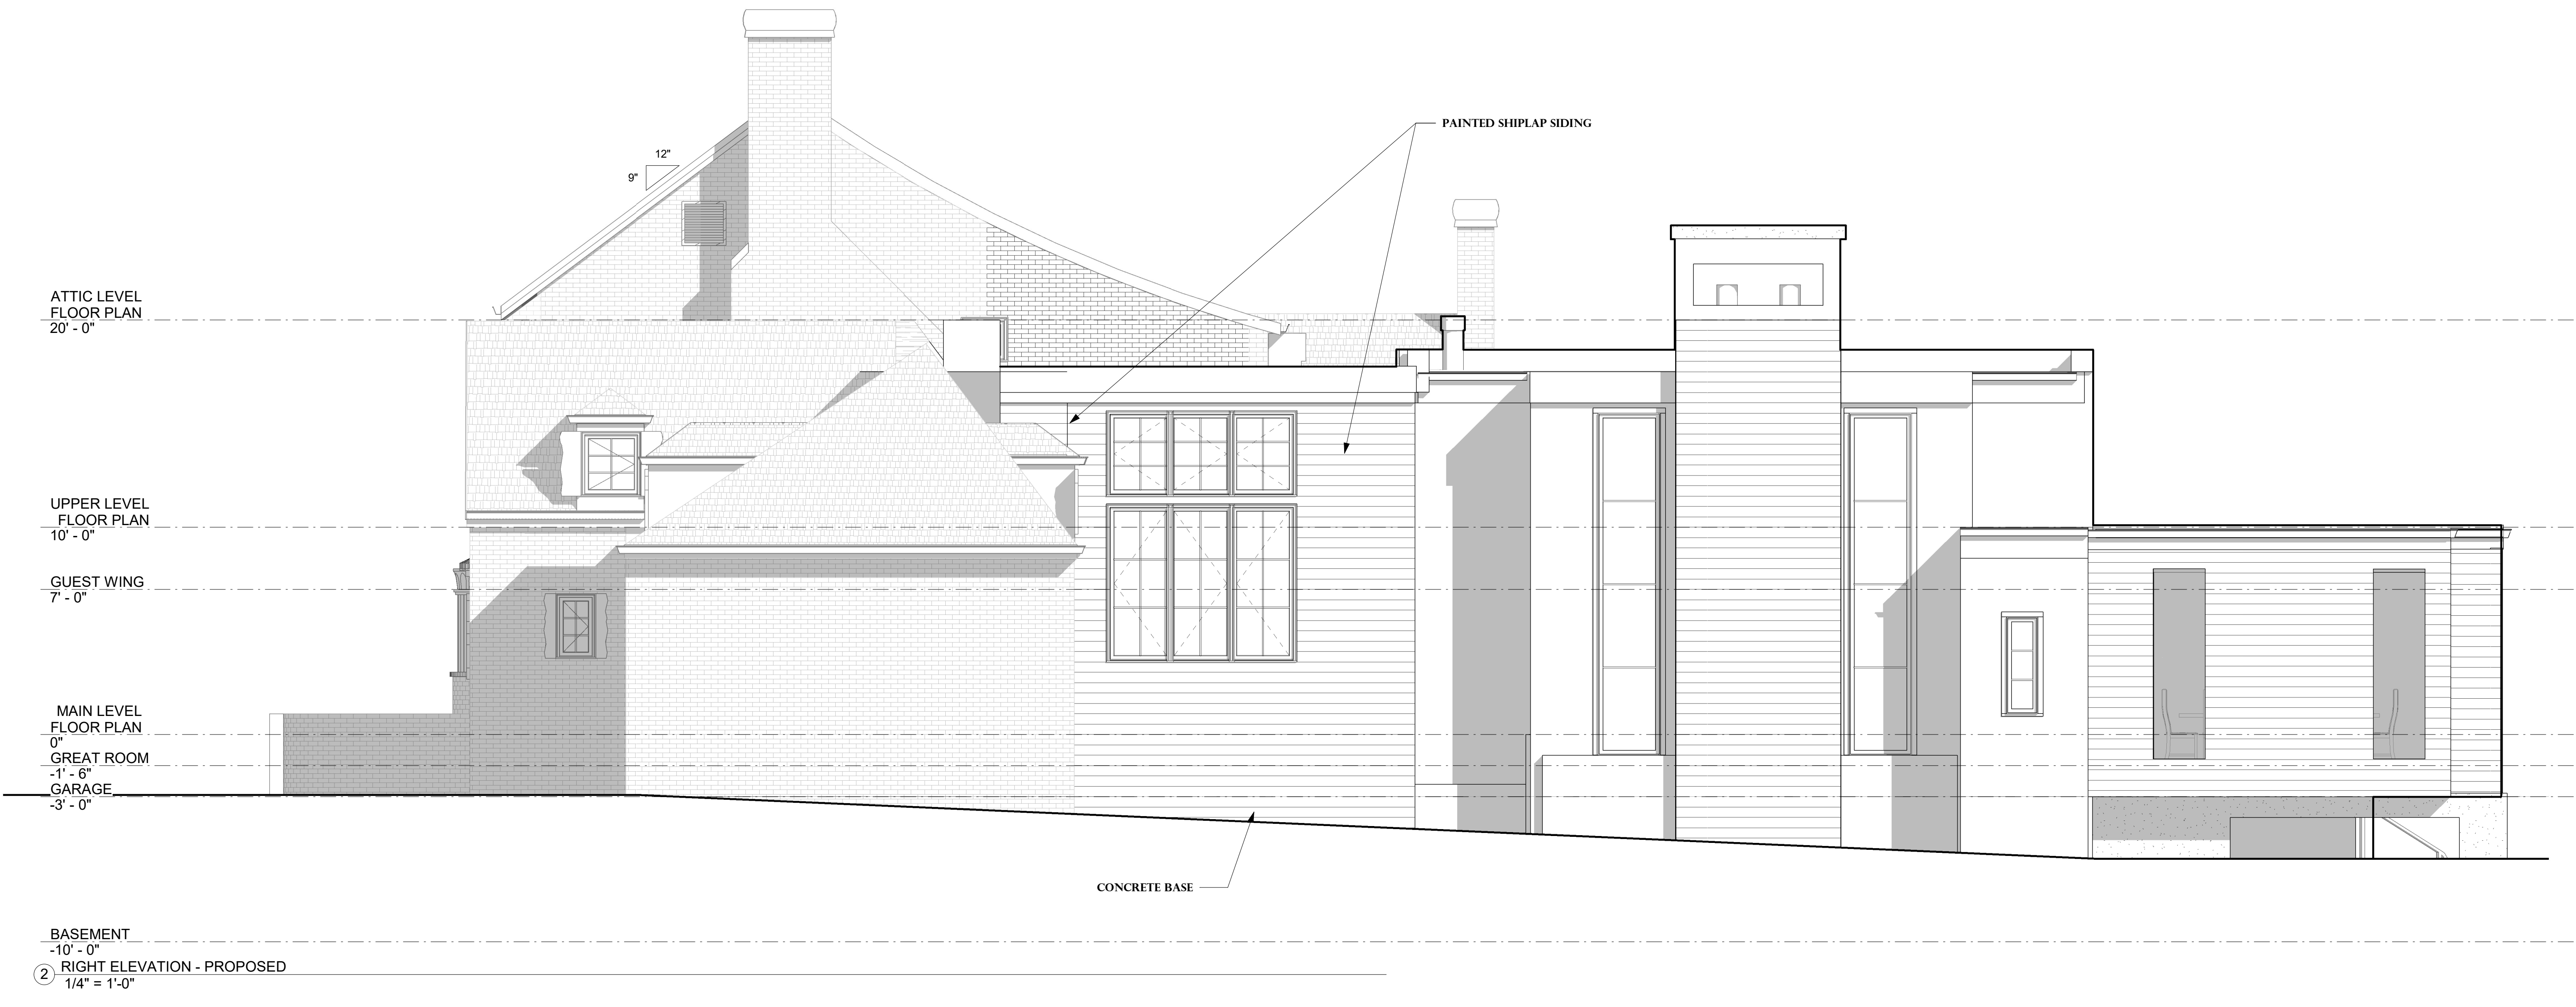 PAINTED SHIPLAP SIDING
12"
9"
ATTIC LEVEL
FLOOR PLAN
20' - 0"
UPPER LEVEL
FLOOR PLAN
10' - 0"
GUEST WING
7' - 0"
MAIN LEVEL
FLOOR PLAN
0"
GREAT ROOM
-1' - 6"
GARAGE
-3' - 0"
CONCRETE BASE
BASEMENT
-10' - 0"
2 RIGHT ELEVATION - PROPOSED
1/4" = 1'-0"